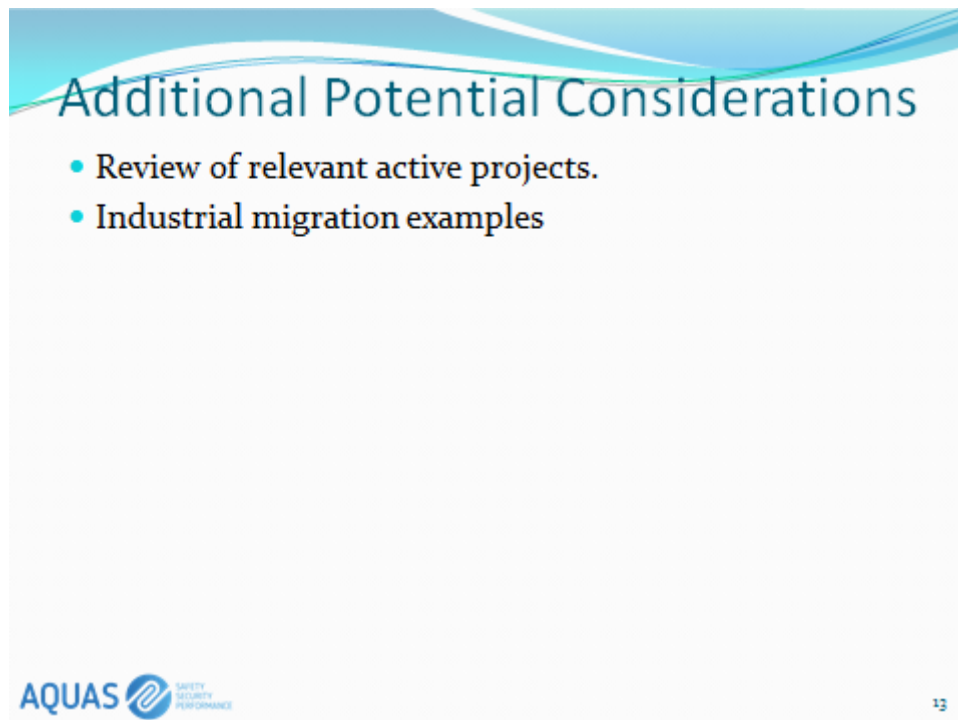 Additional Potential Considerations
Review of relevant active projects.
Industrial migration examples
AQUAS
SAFETY
SECURITY
PERFORMANCE
13